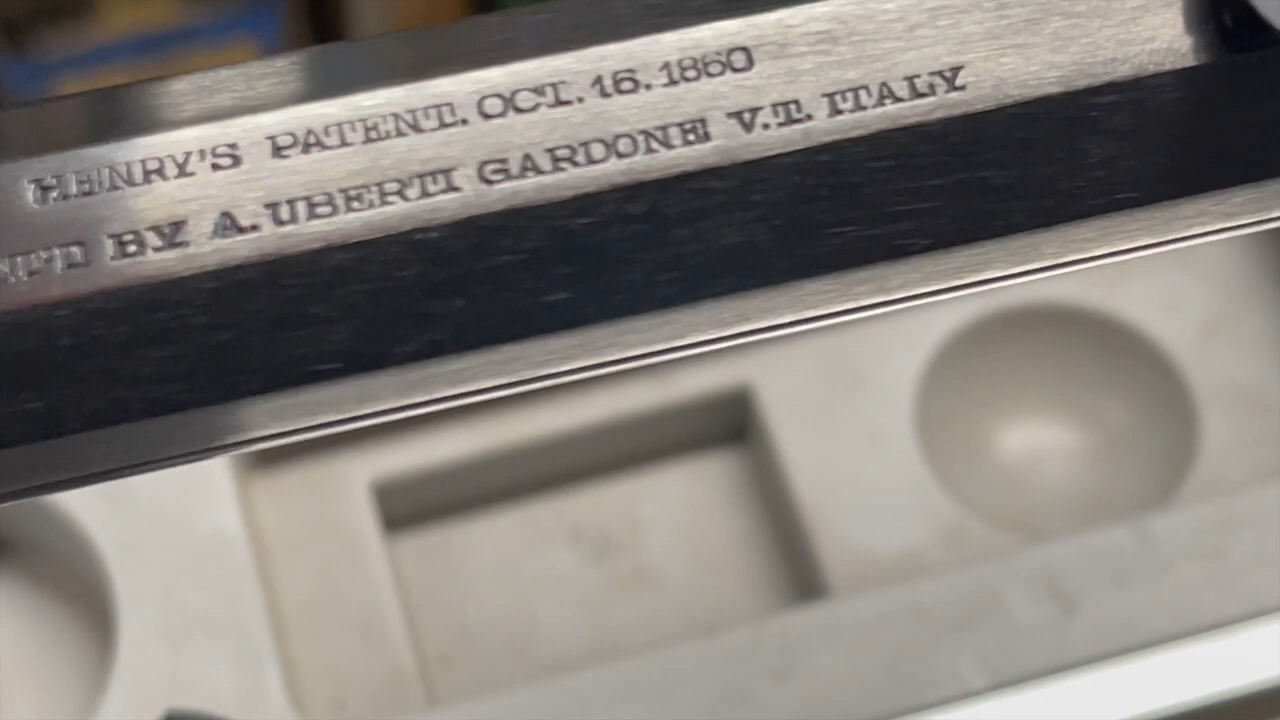 HENRY'S PATENT. OCT. 16. 1860
BY A. UBERTI GARDONE V.T. ITALY